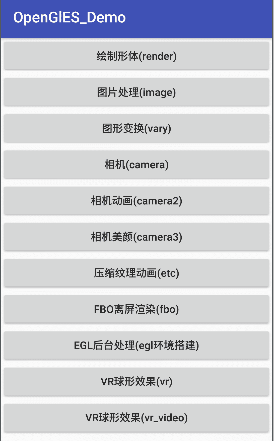 OpenGlES_Demo
绘制形体(render)
图片处理(image)
图形变换(vary)
相机(camera)
相机动画(camera2)
相机美颜(camera3)
压缩纹理动画(etc)
FBO离屏渲染(fbo)
EGL后台处理(egl环境搭建)
VR球形效果(vr)
VR球形效果(vr_video)